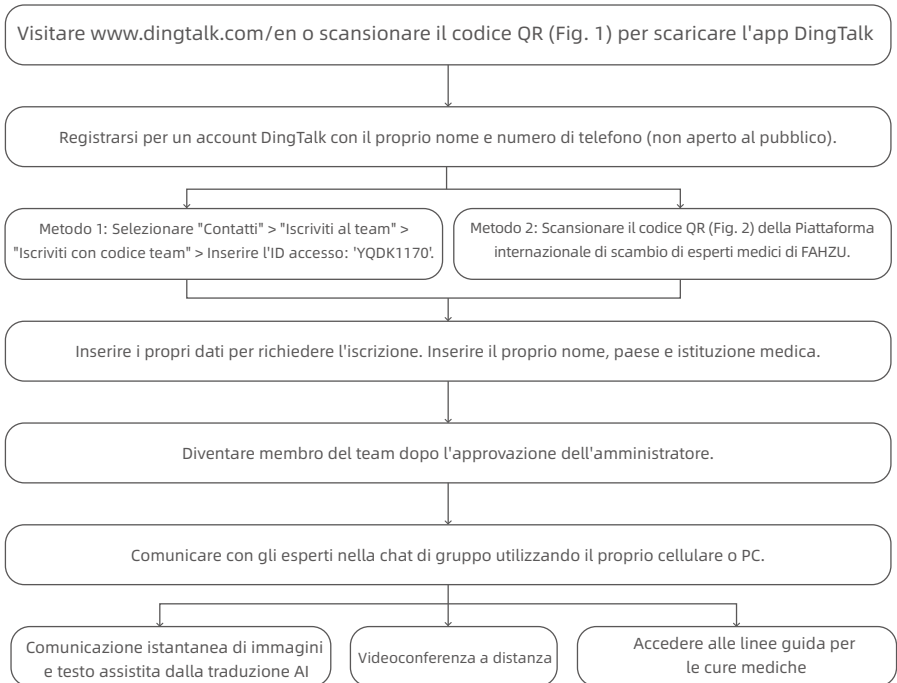 Visitare www.dingtalk.com/en o scansionare il codice QR (Fig. 1) per scaricare l'app DingTalk
Registrarsi per un account DingTalk con il proprio nome e numero di telefono (non aperto al pubblico).
Metodo 1: Selezionare "Contatti" > "Iscriviti al team" >
"Iscriviti con codice team" > Inserire l'ID accesso: 'YQDK1170'.
Metodo 2: Scansionare il codice QR (Fig. 2) della Piattaforma
internazionale di scambio di esperti medici di FAHZU.
Inserire i propri dati per richiedere l'iscrizione. Inserire il proprio nome, paese e istituzione medica.
Diventare membro del team dopo l'approvazione dell'amministratore.
Comunicare con gli esperti nella chat di gruppo utilizzando il proprio cellulare o PC.
Comunicazione istantanea di immagini
e testo assistita dalla traduzione AI
Videoconferenza a distanza
Accedere alle linee guida per
le cure mediche